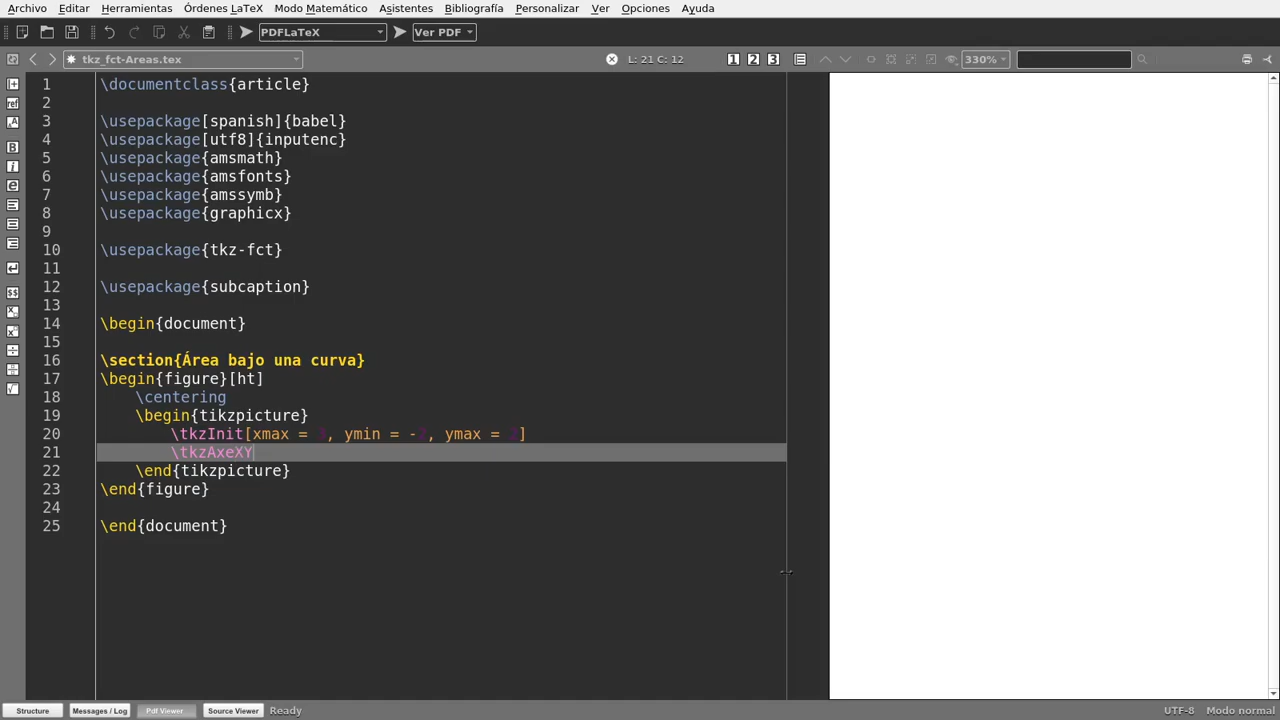 Archivo Editar Herramientas Órdenes LaTeX Modo Matemático Asistentes Bibliografía Personalizar Ver Opciones Ayuda
PDFLaTeX Ver PDF
tkz_fct-Areas.tex L: 21 C: 12 1 2 3 330%
1 \documentclass{article}
2
3 \usepackage[spanish]{babel}
4 \usepackage[utf8]{inputenc}
5 \usepackage{amsmath}
6 \usepackage{amsfonts}
7 \usepackage{amssymb}
8 \usepackage{graphicx}
9
10 \usepackage{tkz-fct}
11
12 \usepackage{subcaption}
13
14 \begin{document}
15
16 \section{Área bajo una curva}
17 \begin{figure}[ht]
18 \centering
19 \begin{tikzpicture}
20 \tkzInit[xmax = , ymin = -, ymax = 2]
21 \tkzAxeXY
22 \end{tikzpicture}
23 \end{figure}
24
25 \end{document}
ref
A
B
i
e
$$
Structure Messages / Log Pdf Viewer Source Viewer Ready UTF-8 Modo normal